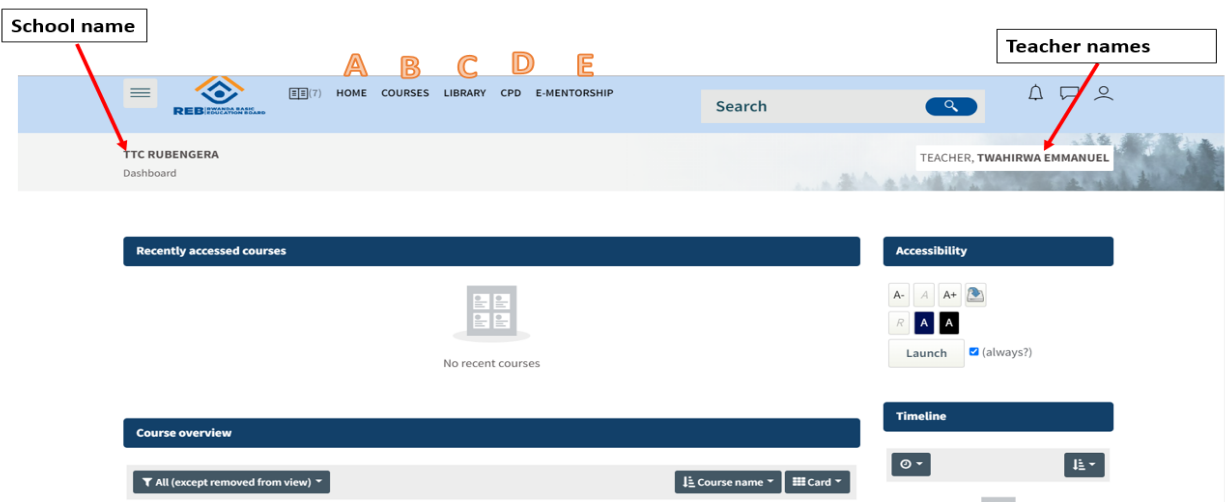 School name
Teacher names
A B C D E
REB RWANDA BASIC EDUCATION BOARD
(7) HOME COURSES LIBRARY CPD E-MENTORSHIP
Search
TTC RUBENGERA
TEACHER, TWAHIRWA EMMANUEL
Dashboard
Recently accessed courses
No recent courses
Accessibility
A- A A+
R A A
Launch (always?)
Course overview
All (except removed from view)
Course name
Card
Timeline